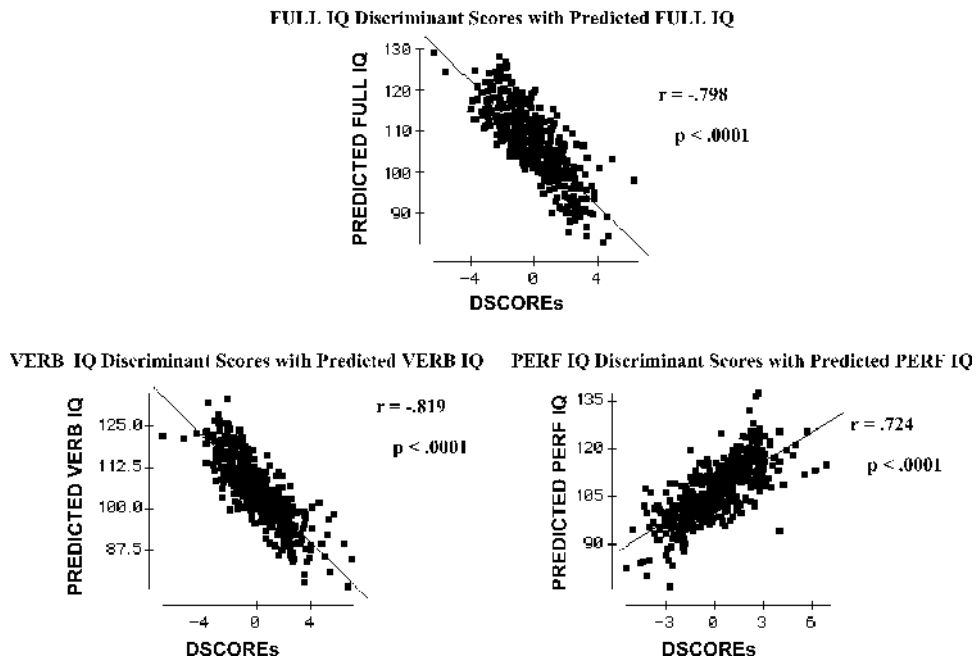 FULL IQ Discriminant Scores with Predicted FULL IQ
PREDICTED FULL IQ
130
120
110
100
90
r = -.798
p < .0001
-4 0 4
DSCOREs
VERB IQ Discriminant Scores with Predicted VERB IQ
PREDICTED VERB IQ
125.0
112.5
100.0
87.5
r = -.819
p < .0001
-4 0 4
DSCOREs
PERF IQ Discriminant Scores with Predicted PERF IQ
PREDICTED PERF IQ
135
120
105
90
r = .724
p < .0001
-3 0 3 6
DSCOREs